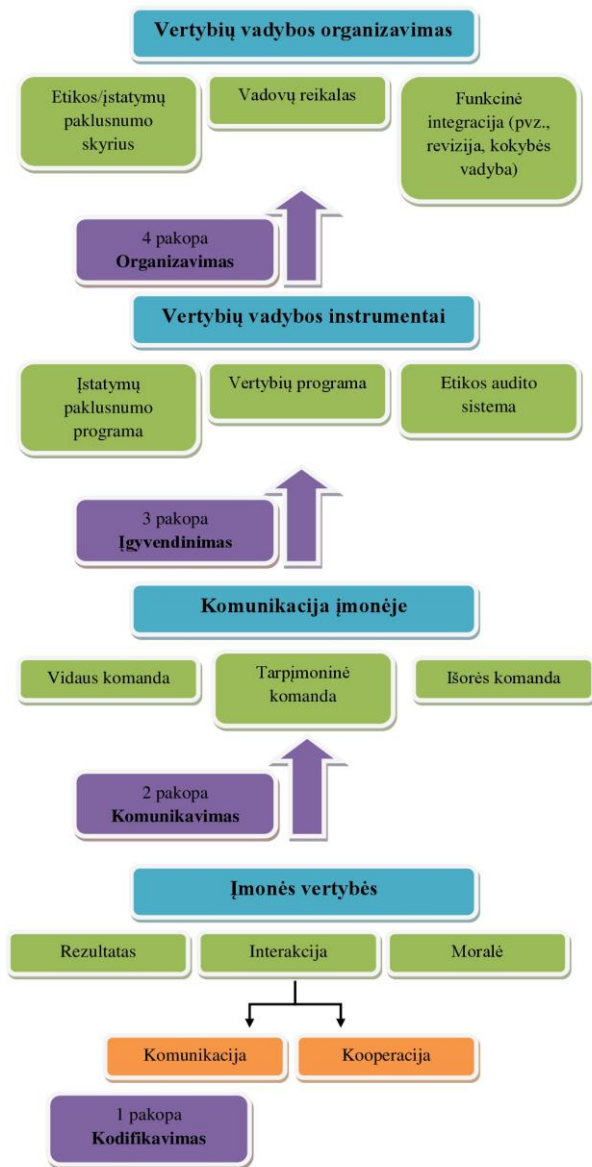 Vertybių vadybos organizavimas
Etikos/įstatymų
paklusnumo
skyrius
Vadovų reikalas
Funkcinė
integracija (pvz.,
revizija, kokybės
vadyba)
4 pakopa
Organizavimas
Vertybių vadybos instrumentai
Įstatymų
paklusnumo
programa
Vertybių programa
Etikos audito
sistema
3 pakopa
Įgyvendinimas
Komunikacija įmonėje
Vidaus komanda
Tarpįmoninė
komanda
Išorės komanda
2 pakopa
Komunikavimas
Įmonės vertybės
Rezultatas
Interakcija
Moralė
Komunikacija
Kooperacija
1 pakopa
Kodifikavimas